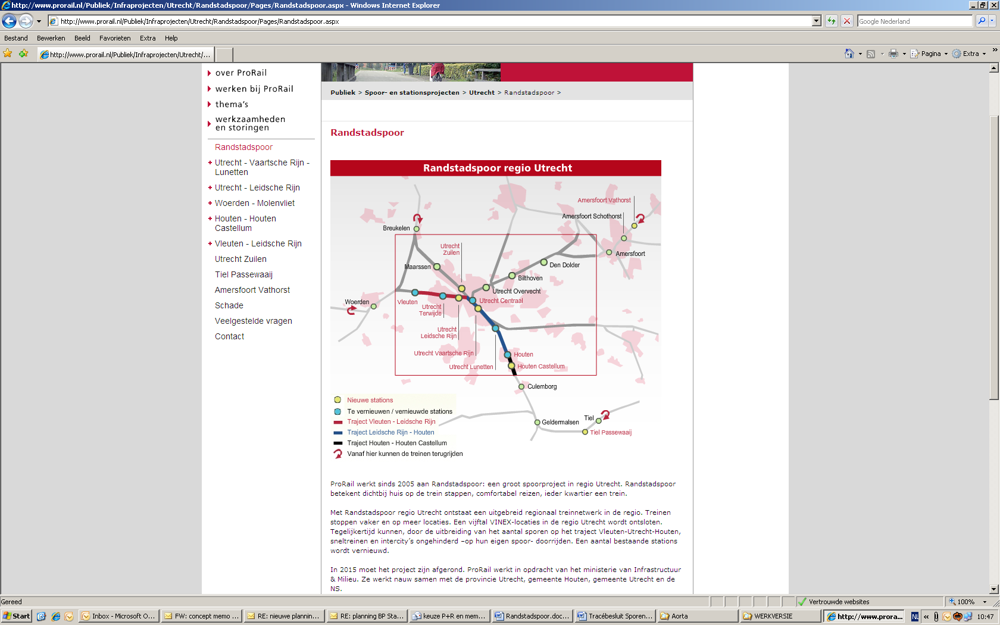 http://www.prorail.nl/Publiek/Infraprojecten/Utrecht/Randstadspoor/Pages/Randstadspoor.aspx - Windows Internet Explorer
http://www.prorail.nl/Publiek/Infraprojecten/Utrecht/Randstadspoor/Pages/Randstadspoor.aspx
Google Nederland
Bestand Bewerken Beeld Favorieten Extra Help
http://www.prorail.nl/Publiek/Infraprojecten/Utrecht/...
Pagina Extra »
over ProRail
werken bij ProRail
thema's
werkzaamheden
en storingen
Randstadspoor
+ Utrecht - Vaartsche Rijn -
Lunetten
+ Utrecht - Leidsche Rijn
+ Woerden - Molenvliet
+ Houten - Houten
Castellum
+ Vleuten - Leidsche Rijn
Utrecht Zuilen
Tiel Passewaaij
Amersfoort Vathorst
Schade
Veelgestelde vragen
Contact
Publiek > Spoor- en stationsprojecten > Utrecht > Randstadspoor >
Randstadspoor
Randstadspoor regio Utrecht
Amersfoort Vathorst
Amersfoort Schothorst
Breukelen
Utrecht
Zuilen
Amersfoort
Maarssen
Den Dolder
Bilthoven
Utrecht Overvecht
Woerden
Vleuten
Utrecht Centraal
Utrecht
Terwijde
Utrecht
Leidsche Rijn
Utrecht Vaartsche Rijn
Houten
Utrecht Lunetten
Houten Castellum
Culemborg
Geldermalsen
Tiel
Tiel Passewaaij
Nieuwe stations
Te vernieuwen / vernieuwde stations
Traject Vleuten - Leidsche Rijn
Traject Leidsche Rijn - Houten
Traject Houten - Houten Castellum
Vanaf hier kunnen de treinen terugrijden
ProRail werkt sinds 2005 aan Randstadspoor: een groot spoorproject in regio Utrecht. Randstadspoor
betekent dichtbij huis op de trein stappen, comfortabel reizen, ieder kwartier een trein.
Met Randstadspoor regio Utrecht ontstaat een uitgebreid regionaal treinnetwerk in de regio. Treinen
stoppen vaker en op meer locaties. Een vijftal VINEX-locaties in de regio Utrecht wordt ontsloten.
Tegelijkertijd kunnen, door de uitbreiding van het aantal sporen op het traject Vleuten-Utrecht-Houten,
sneltreinen en intercity's ongehinderd –op hun eigen spoor- doorrijden. Een aantal bestaande stations
wordt vernieuwd.
In 2015 moet het project zijn afgerond. ProRail werkt in opdracht van het ministerie van Infrastructuur
& Milieu. Ze werkt nauw samen met de provincie Utrecht, gemeente Houten, gemeente Utrecht en de
NS.
Gereed
Vertrouwde websites
100%
Start
Inbox - Microsoft O...
FW: concept memo ...
RE: nieuwe plannin...
RE: planning BP Sta...
keuze P+R en mem...
Randstadspoor.doc...
Tracébesluit Sporen...
Aorta
WERKVERSIE
http://www.prora...
NL
«
10:47